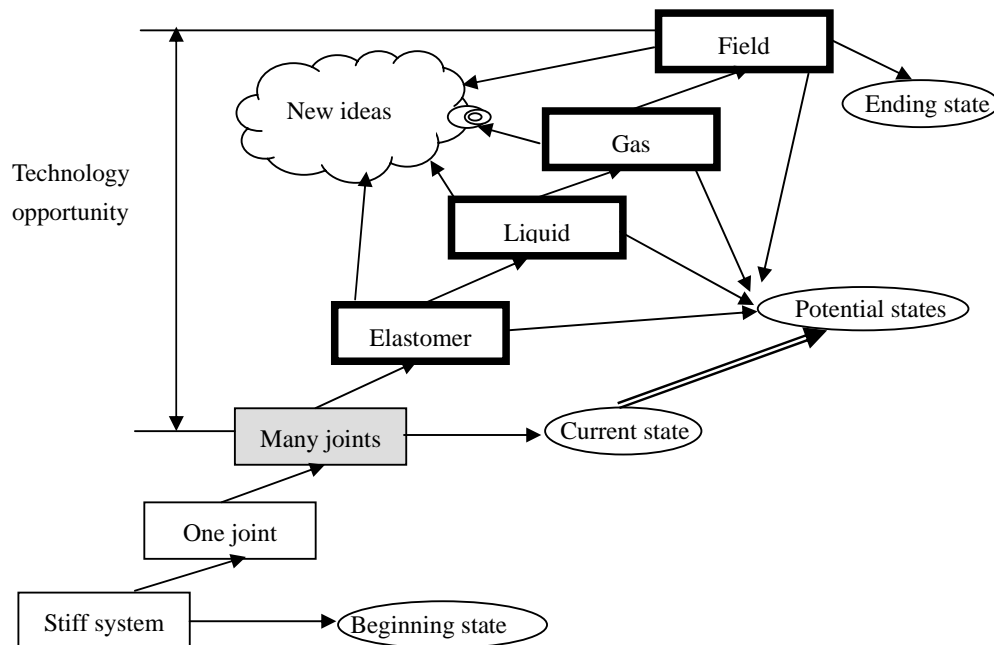 Field
Ending state
New ideas
Gas
Technology
opportunity
Liquid
Potential states
Elastomer
Many joints
Current state
One joint
Stiff system
Beginning state